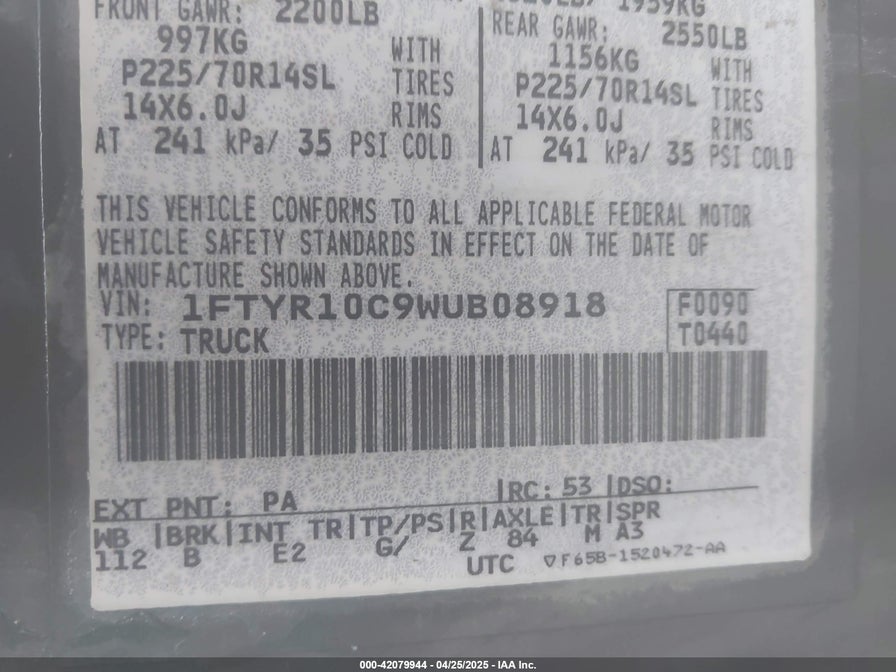 FRONT GAWR: 2200LB
997KG WITH
P225/70R14SL TIRES
14X6.0J RIMS
AT 241 kPa/ 35 PSI COLD
1959KG
REAR GAWR: 2550LB
1156KG WITH
P225/70R14SL TIRES
14X6.0J RIMS
AT 241 kPa/ 35 PSI COLD
THIS VEHICLE CONFORMS TO ALL APPLICABLE FEDERAL MOTOR
VEHICLE SAFETY STANDARDS IN EFFECT ON THE DATE OF
MANUFACTURE SHOWN ABOVE.
VIN: 1FTYR10C9WUB08918 F0090
TYPE: TRUCK T0440
EXT PNT: PA |RC: 53 |DSO:
WB |BRK|INT TR|TP/PS|R|AXLE|TR|SPR
112 B E2 G/ Z 84 M A3
UTC ▽F65B-1520472-AA
000-42079944 - 04/25/2025 - IAA Inc.